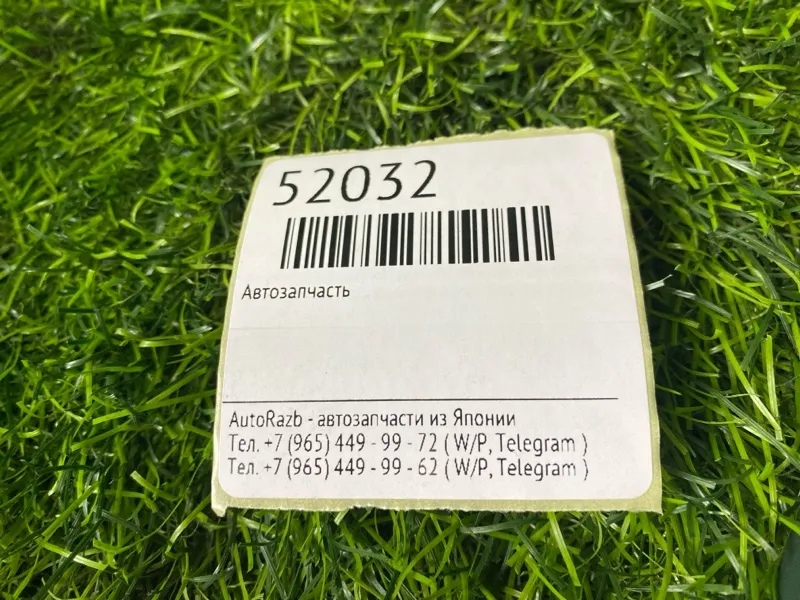 52032
Автозапчасть
AutoRazb - автозапчасти из Японии
Тел. +7 (965) 449 - 99 - 72 ( W/P, Telegram )
Тел. +7 (965) 449 - 99 - 62 ( W/P, Telegram )